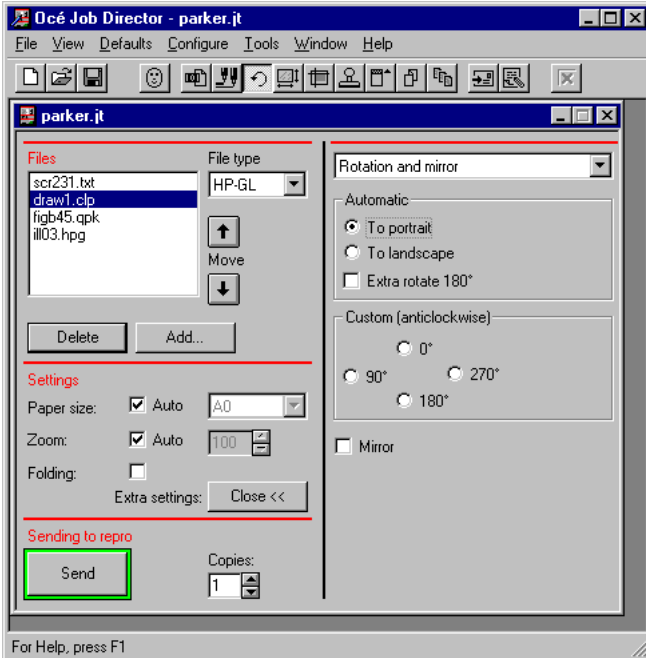 Océ Job Director - parker.jt
File View Defaults Configure Tools Window Help
parker.jt
Files
File type
scr231.txt
draw1.clp
figb45.qpk
ill03.hpg
HP-GL
Move
Delete
Add...
Settings
Paper size:
Auto
A0
Zoom:
Auto
100
Folding:
Extra settings:
Close <<
Sending to repro
Send
Copies:
1
Rotation and mirror
Automatic
To portrait
To landscape
Extra rotate 180°
Custom (anticlockwise)
0°
90°
270°
180°
Mirror
For Help, press F1